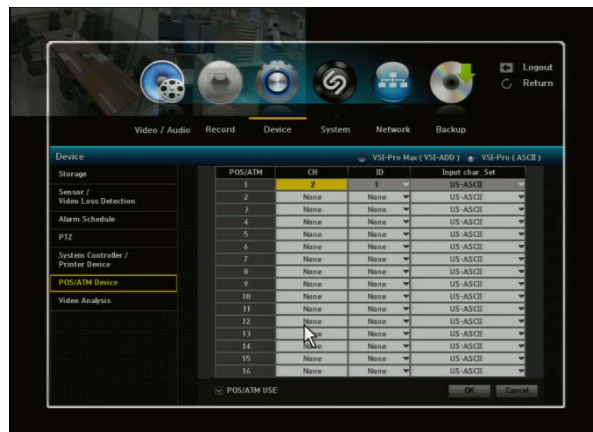 Logout
Return
Video / Audio Record Device System Network Backup
Device VSI-Pro Max ( VSI-ADD ) VSI-Pro ( ASCII )
Storage
Sensor /
Video Loss Detection
Alarm Schedule
PTZ
System Controller /
Printer Device
POS/ATM Device
Video Analysis
POS/ATM CH ID Input char. Set
1 2 1 US-ASCII
2 None None US-ASCII
3 None None US-ASCII
4 None None US-ASCII
5 None None US-ASCII
6 None None US-ASCII
7 None None US-ASCII
8 None None US-ASCII
9 None None US-ASCII
10 None None US-ASCII
11 None None US-ASCII
12 None None US-ASCII
13 None None US-ASCII
14 None None US-ASCII
15 None None US-ASCII
16 None None US-ASCII
POS/ATM USE OK Cancel